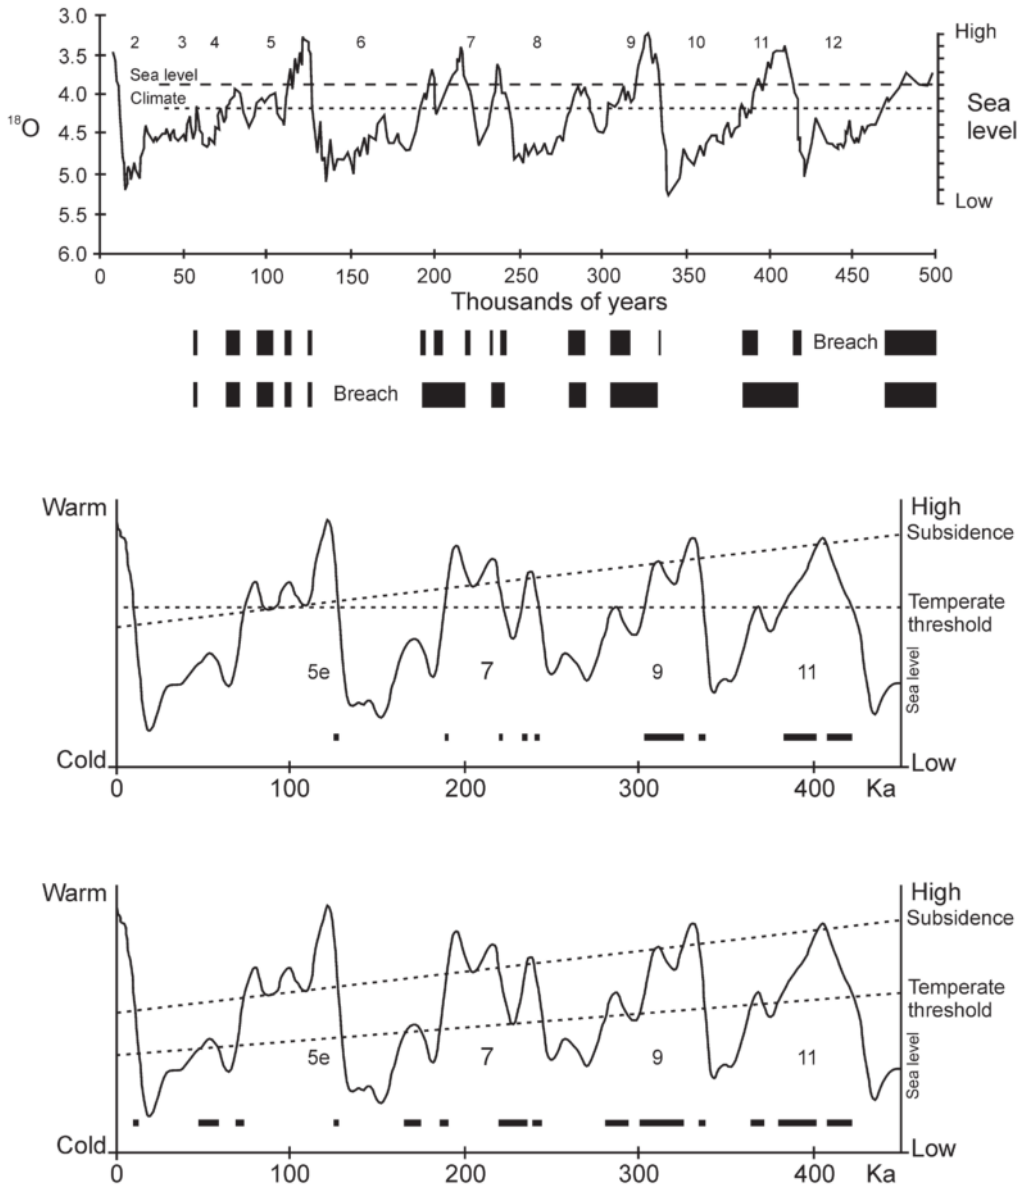 3.0
2 3 4 5 6 7 8 9 10 11 12
High
3.5
Sea level
4.0
Climate
¹⁸O
Sea
level
4.5
5.0
Low
5.5
6.0
0 50 100 150 200 250 300 350 400 450 500
Thousands of years
Breach
Breach
Warm
High
Subsidence
Temperate
threshold
5e 7 9 11
Sea level
Cold
Low
0 100 200 300 400 Ka
Warm
High
Subsidence
Temperate
threshold
5e 7 9 11
Sea level
Cold
Low
0 100 200 300 400 Ka